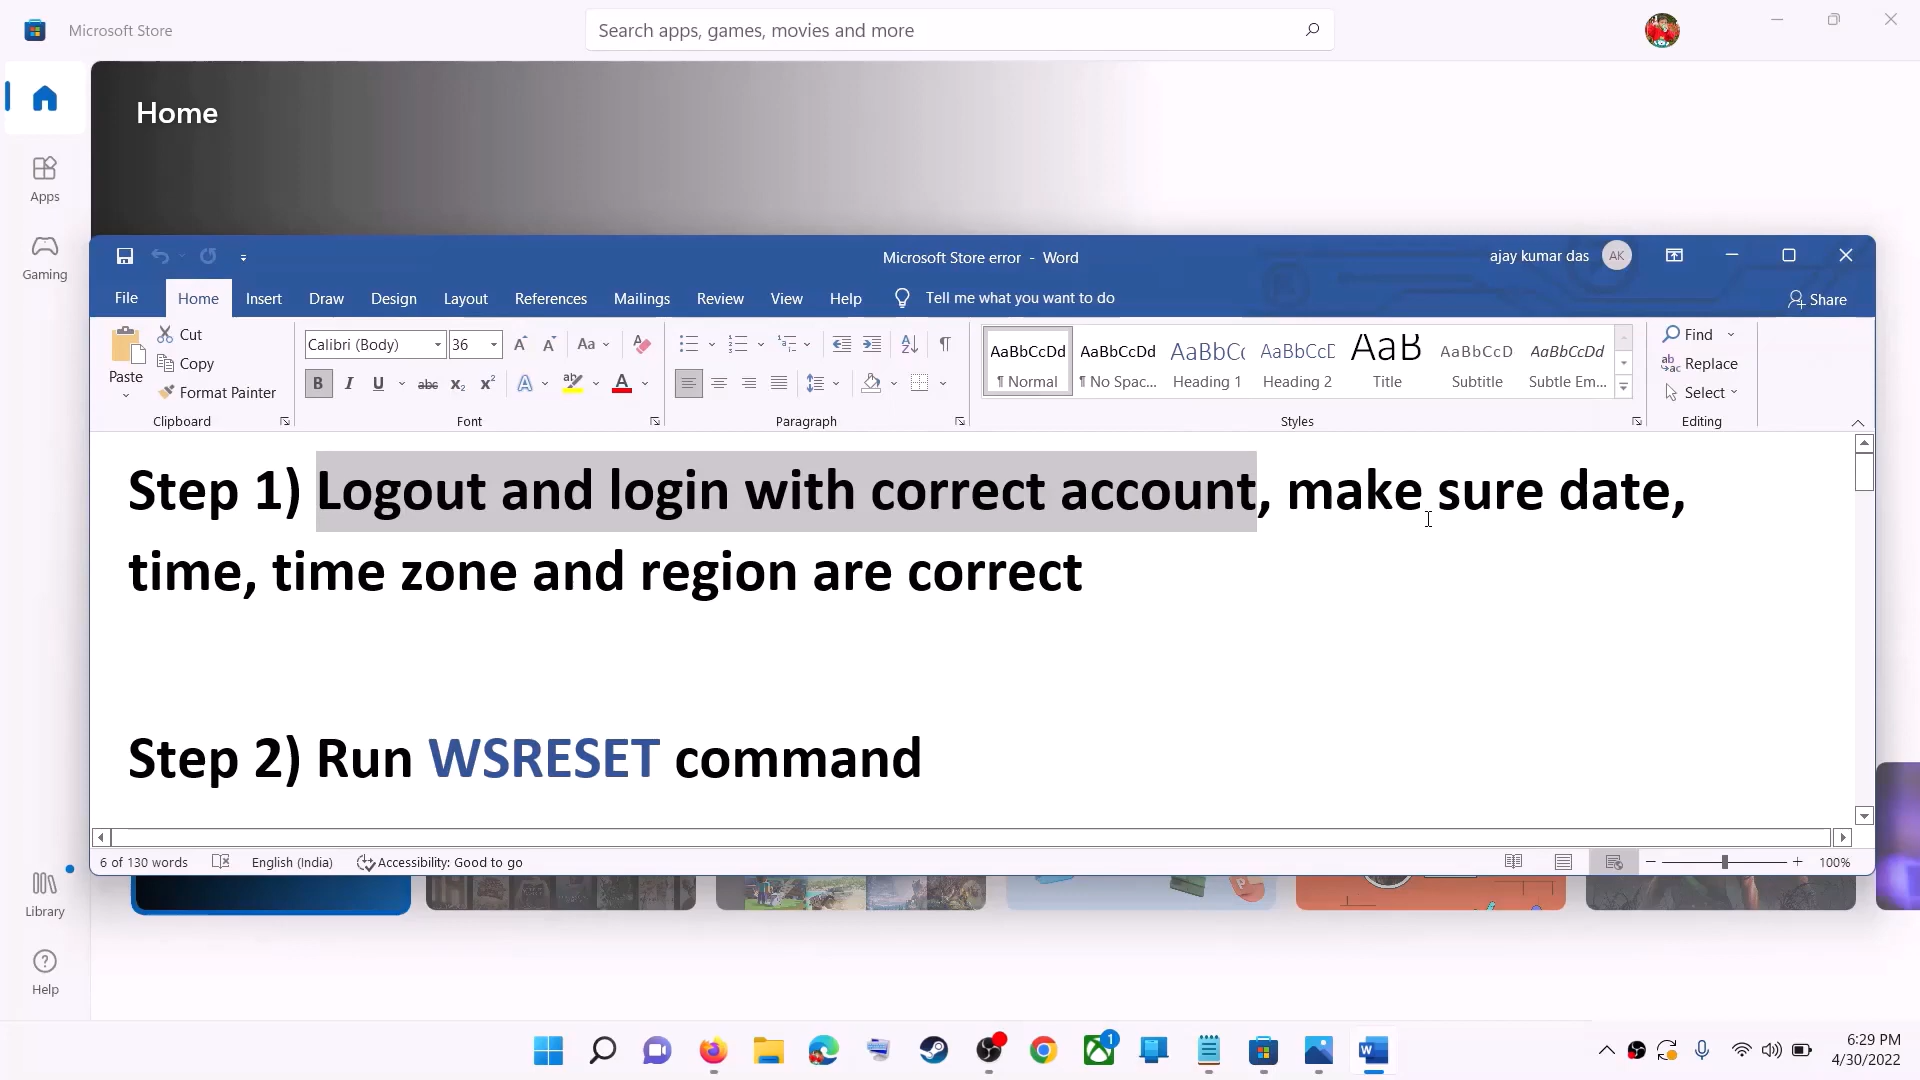 Microsoft Store
Search apps, games, movies and more
Home
Apps
Gaming
Library
Help
Microsoft Store error - Word
ajay kumar das
AK
File
Home
Insert
Draw
Design
Layout
References
Mailings
Review
View
Help
Tell me what you want to do
Share
Paste
Cut
Copy
Format Painter
Clipboard
Calibri (Body)
36
Font
Paragraph
AaBbCcDd
¶ Normal
AaBbCcDd
¶ No Spac...
AaBbCc
Heading 1
AaBbCcD
Heading 2
AaB
Title
AaBbCcD
Subtitle
AaBbCcDd
Subtle Em...
Styles
Find
Replace
Select
Editing
Step 1) Logout and login with correct account, make sure date,
time, time zone and region are correct
Step 2) Run WSRESET command
6 of 130 words
English (India)
Accessibility: Good to go
100%
1
6:29 PM
4/30/2022